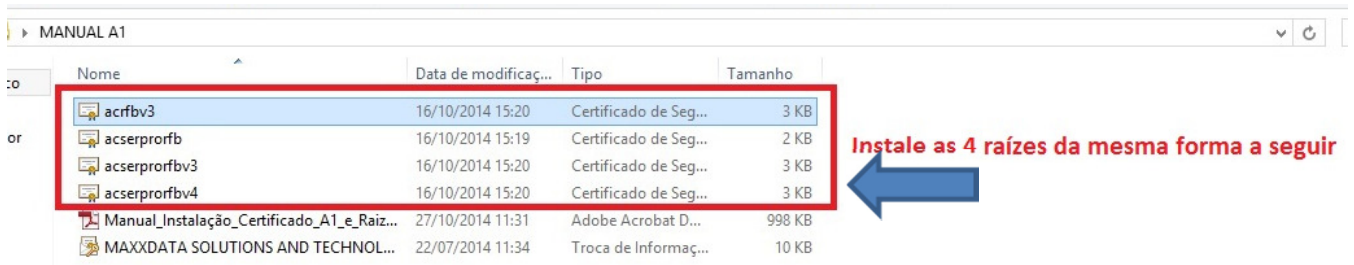 MANUAL A1
Nome Data de modificaç... Tipo Tamanho
acrfbv3 16/10/2014 15:20 Certificado de Seg... 3 KB
acserprorfb 16/10/2014 15:19 Certificado de Seg... 2 KB
acserprorfbv3 16/10/2014 15:20 Certificado de Seg... 3 KB
acserprorfbv4 16/10/2014 15:20 Certificado de Seg... 3 KB
Manual_Instalação_Certificado_A1_e_Raiz... 27/10/2014 11:31 Adobe Acrobat D... 998 KB
MAXXDATA SOLUTIONS AND TECHNOL... 22/07/2014 11:34 Troca de Informaç... 10 KB
co
or
Instale as 4 raízes da mesma forma a seguir